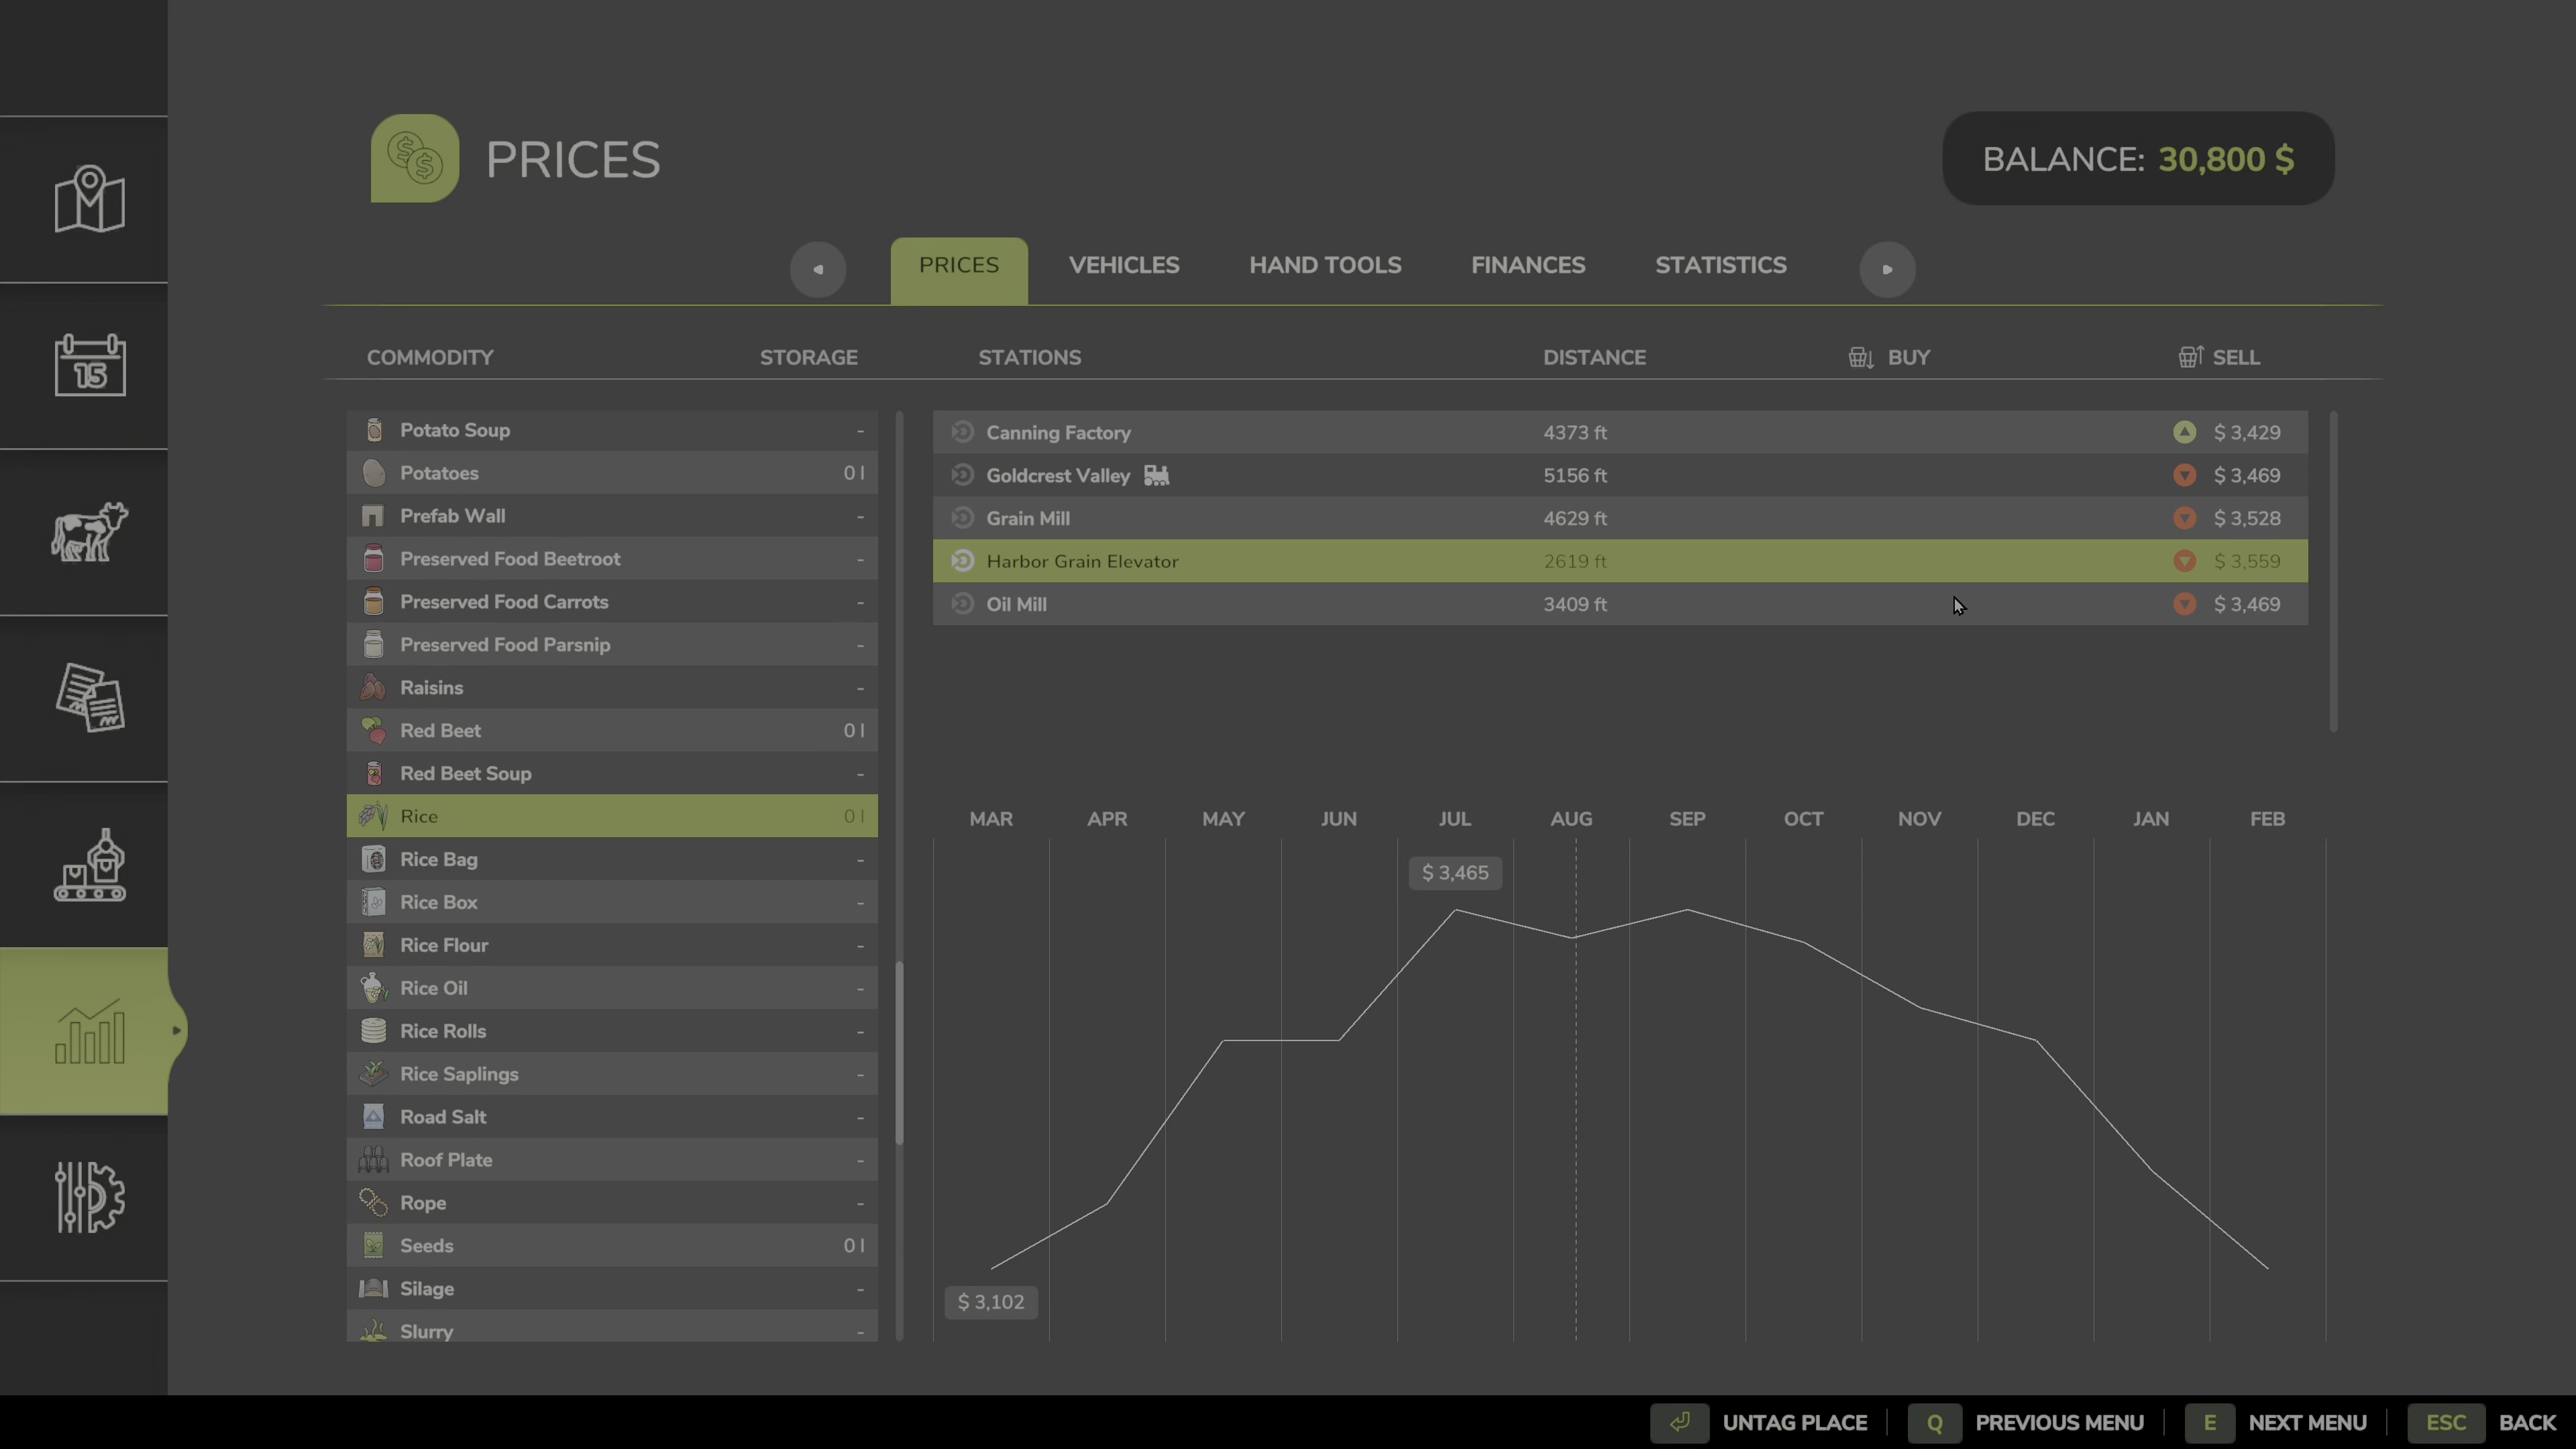 PRICES
BALANCE: 30,800 $
PRICES VEHICLES HAND TOOLS FINANCES STATISTICS
COMMODITY STORAGE STATIONS DISTANCE BUY SELL
15
Potato Soup -
Potatoes 0 l
Prefab Wall -
Preserved Food Beetroot -
Preserved Food Carrots -
Preserved Food Parsnip -
Raisins -
Red Beet 0 l
Red Beet Soup -
Rice 0 l
Rice Bag -
Rice Box -
Rice Flour -
Rice Oil -
Rice Rolls -
Rice Saplings -
Road Salt -
Roof Plate -
Rope -
Seeds 0 l
Silage -
Slurry -
Canning Factory 4373 ft $ 3,429
Goldcrest Valley 5156 ft $ 3,469
Grain Mill 4629 ft $ 3,528
Harbor Grain Elevator 2619 ft $ 3,559
Oil Mill 3409 ft $ 3,469
MAR APR MAY JUN JUL AUG SEP OCT NOV DEC JAN FEB
$ 3,465
$ 3,102
UNTAG PLACE Q PREVIOUS MENU E NEXT MENU ESC BACK